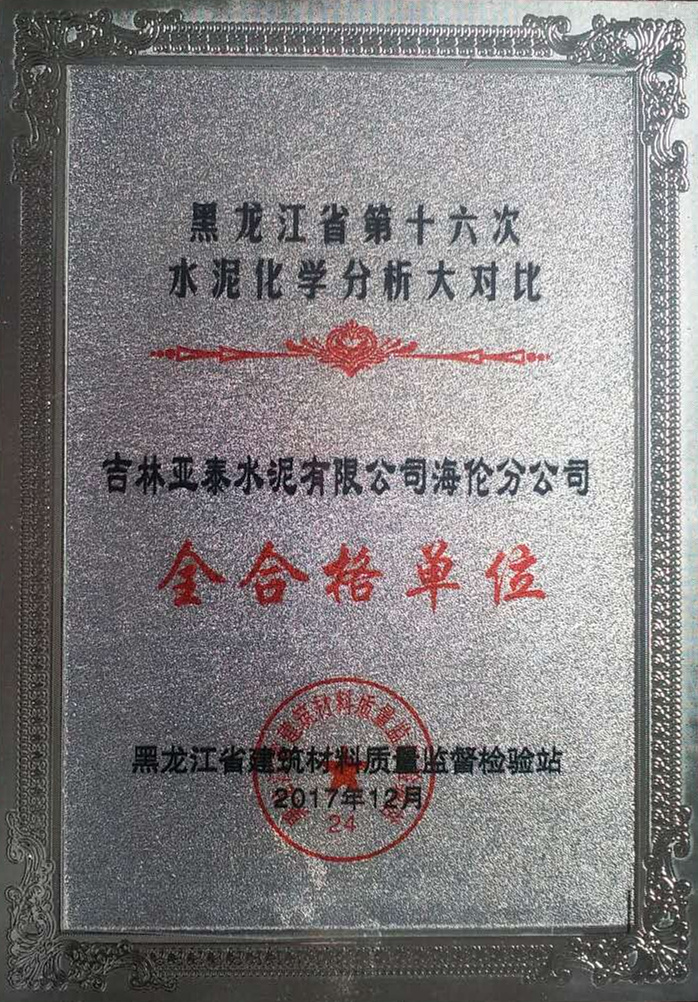 黑龙江省第十六次
水泥化学分析大对比
吉林亚泰水泥有限公司海伦分公司
全合格单位
黑龙江省建筑材料质量监督检验站
2017年12月
24